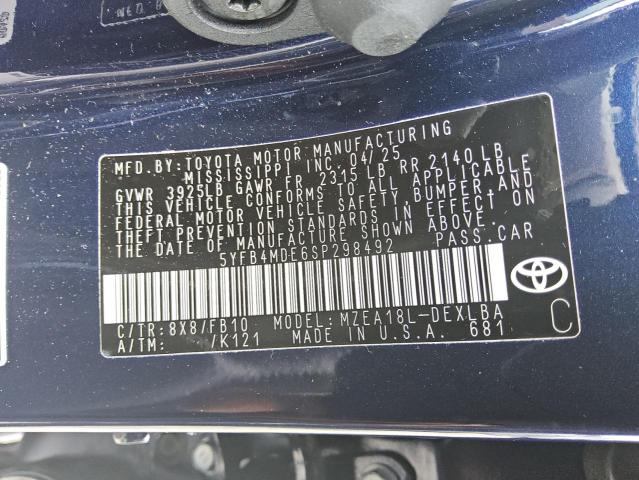 MFD.BY:TOYOTA MOTOR MANUFACTURING
MISSISSIPPI INC. 04/25
GVWR 3925LB GAWR FR 2315 LB RR 2140 LB
THIS VEHICLE CONFORMS TO ALL APPLICABLE
FEDERAL MOTOR VEHICLE SAFETY, BUMPER, AND
THEFT PREVENTION STANDARDS IN EFFECT ON
THE DATE OF MANUFACTURE SHOWN ABOVE.
5YFB4MDE6SP298492 PASS.CAR
C/TR: 8X8/FB10 MODEL: MZEA18L-DEXLBA
A/TM: /K121 MADE IN U.S.A. 681
C